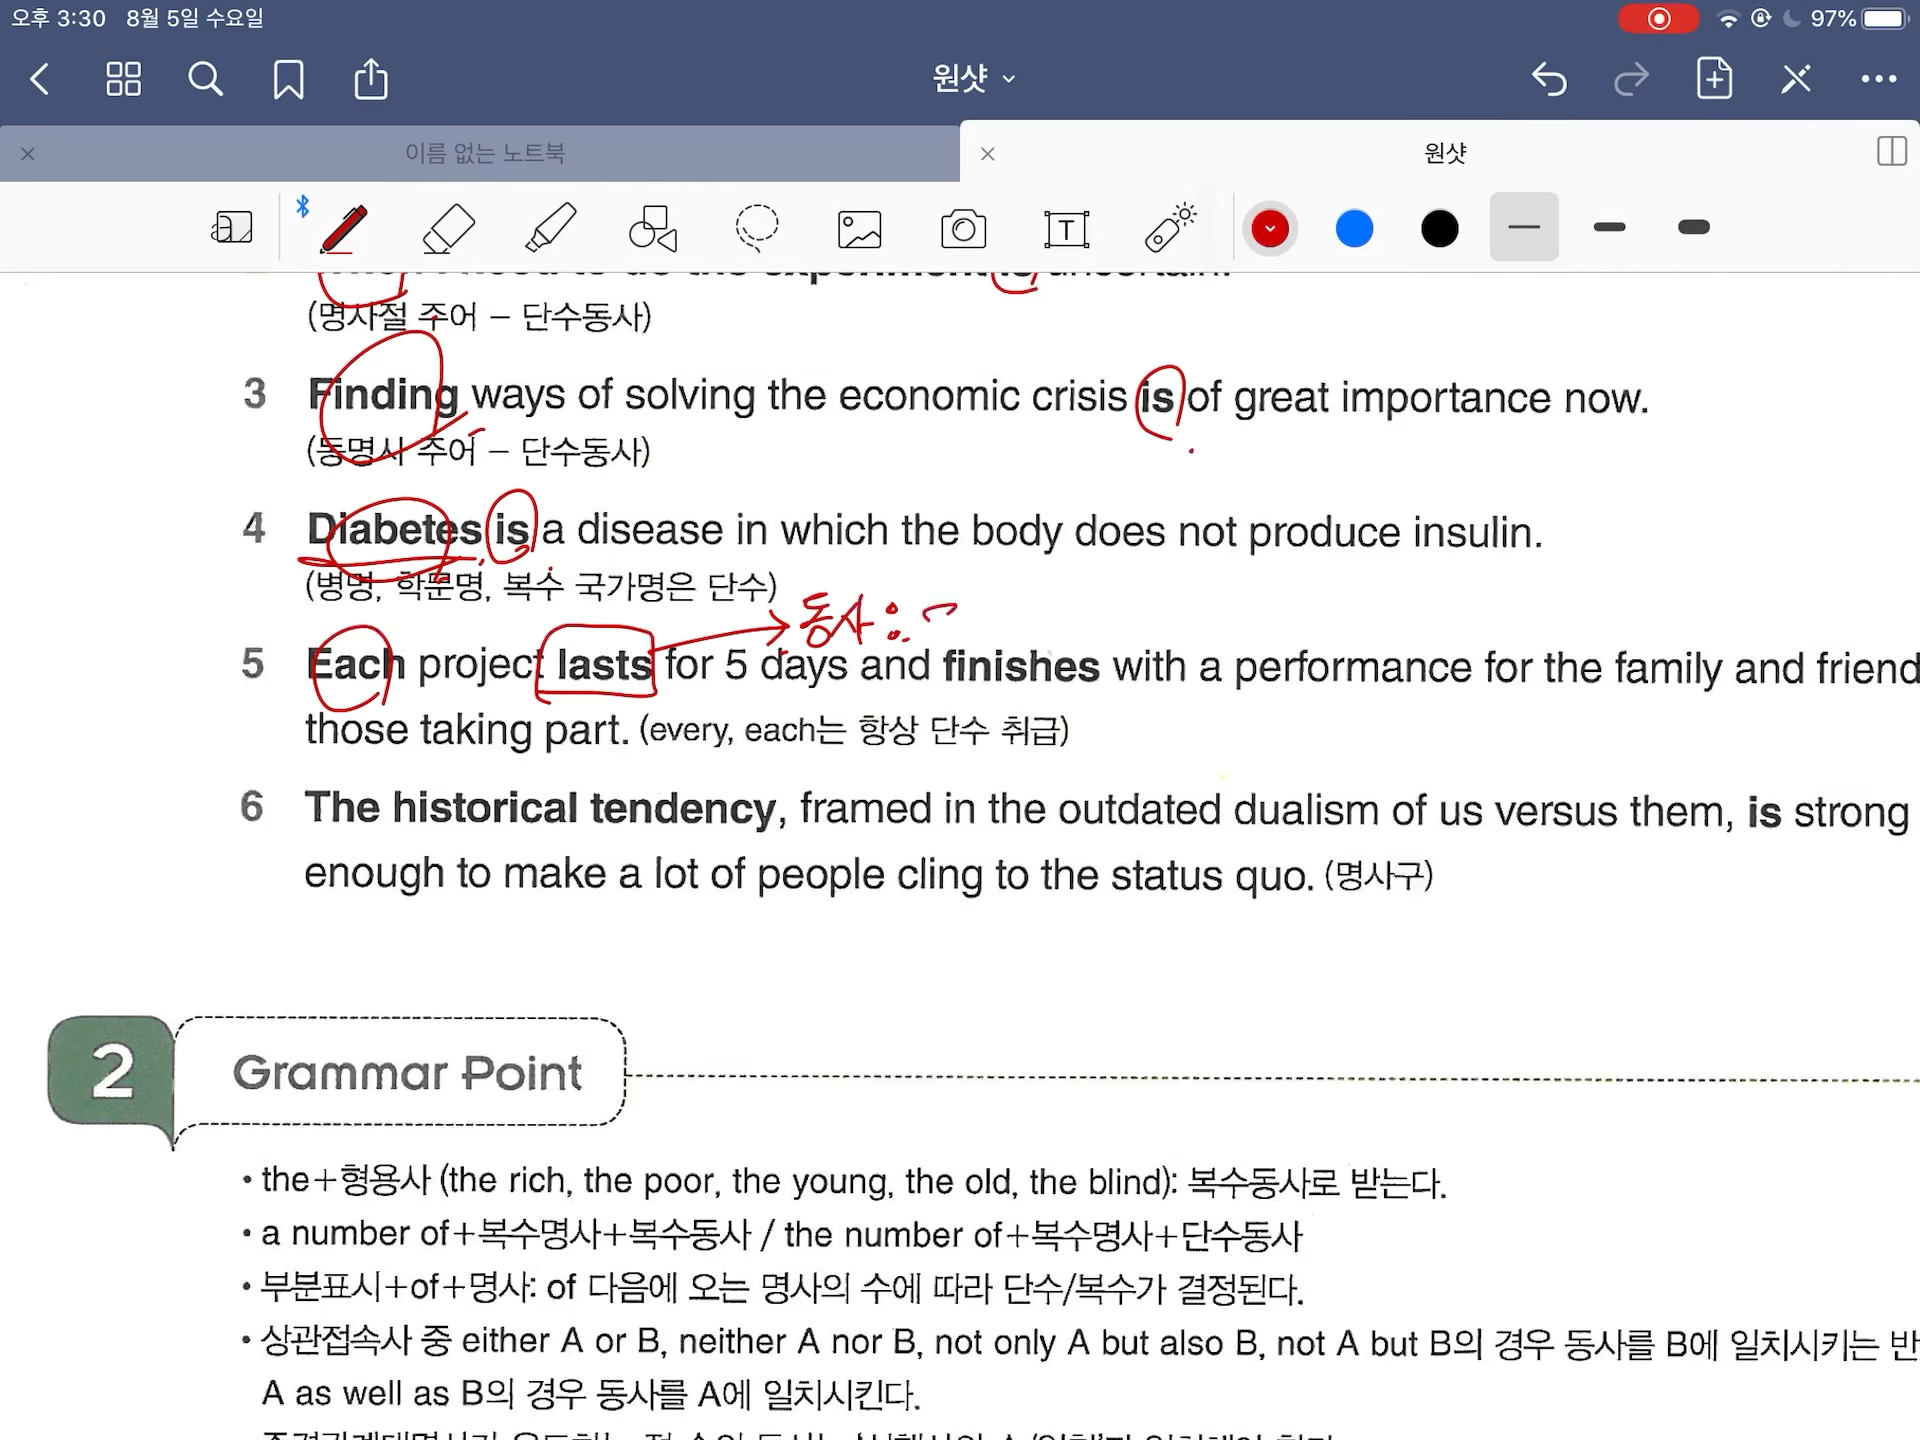 오후 3:30 8월 5일 수요일 97%
원샷
이름 없는 노트북
원샷
(명사절 주어 – 단수동사)
3 Finding ways of solving the economic crisis is of great importance now.
(동명사 주어 – 단수동사)
4 Diabetes is a disease in which the body does not produce insulin.
(병명, 학문명, 복수 국가명은 단수)
동사 :
5 Each project lasts for 5 days and finishes with a performance for the family and friend
those taking part. (every, each는 항상 단수 취급)
6 The historical tendency, framed in the outdated dualism of us versus them, is strong
enough to make a lot of people cling to the status quo. (명사구)
2 Grammar Point
• the+형용사 (the rich, the poor, the young, the old, the blind): 복수동사로 받는다.
• a number of+복수명사+복수동사 / the number of+복수명사+단수동사
• 부분표시+of+명사: of 다음에 오는 명사의 수에 따라 단수/복수가 결정된다.
• 상관접속사 중 either A or B, neither A nor B, not only A but also B, not A but B의 경우 동사를 B에 일치시키는 반
A as well as B의 경우 동사를 A에 일치시킨다.